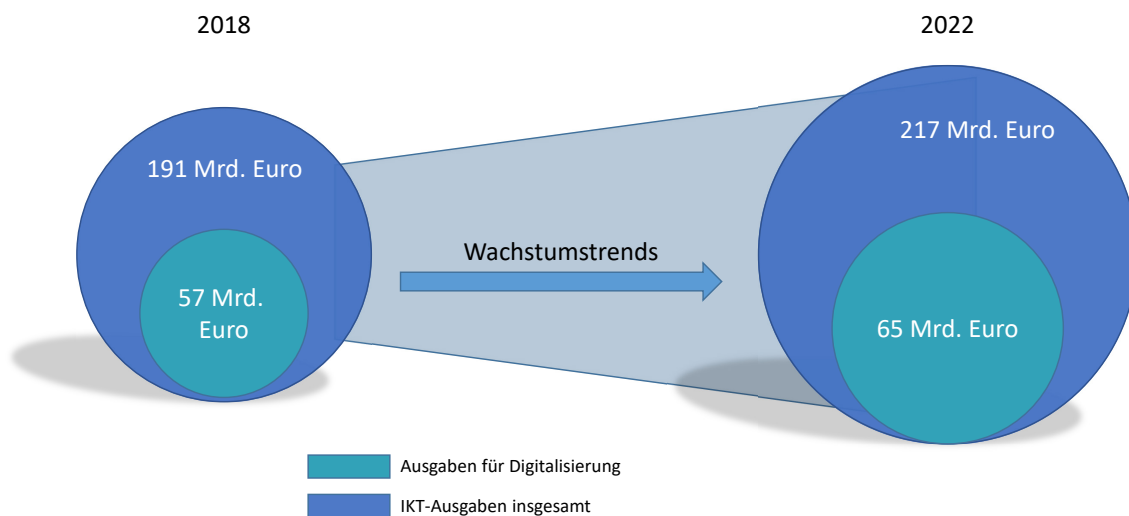 2018
2022
191 Mrd. Euro
217 Mrd. Euro
Wachstumstrends
57 Mrd.
Euro
65 Mrd. Euro
Ausgaben für Digitalisierung
IKT-Ausgaben insgesamt